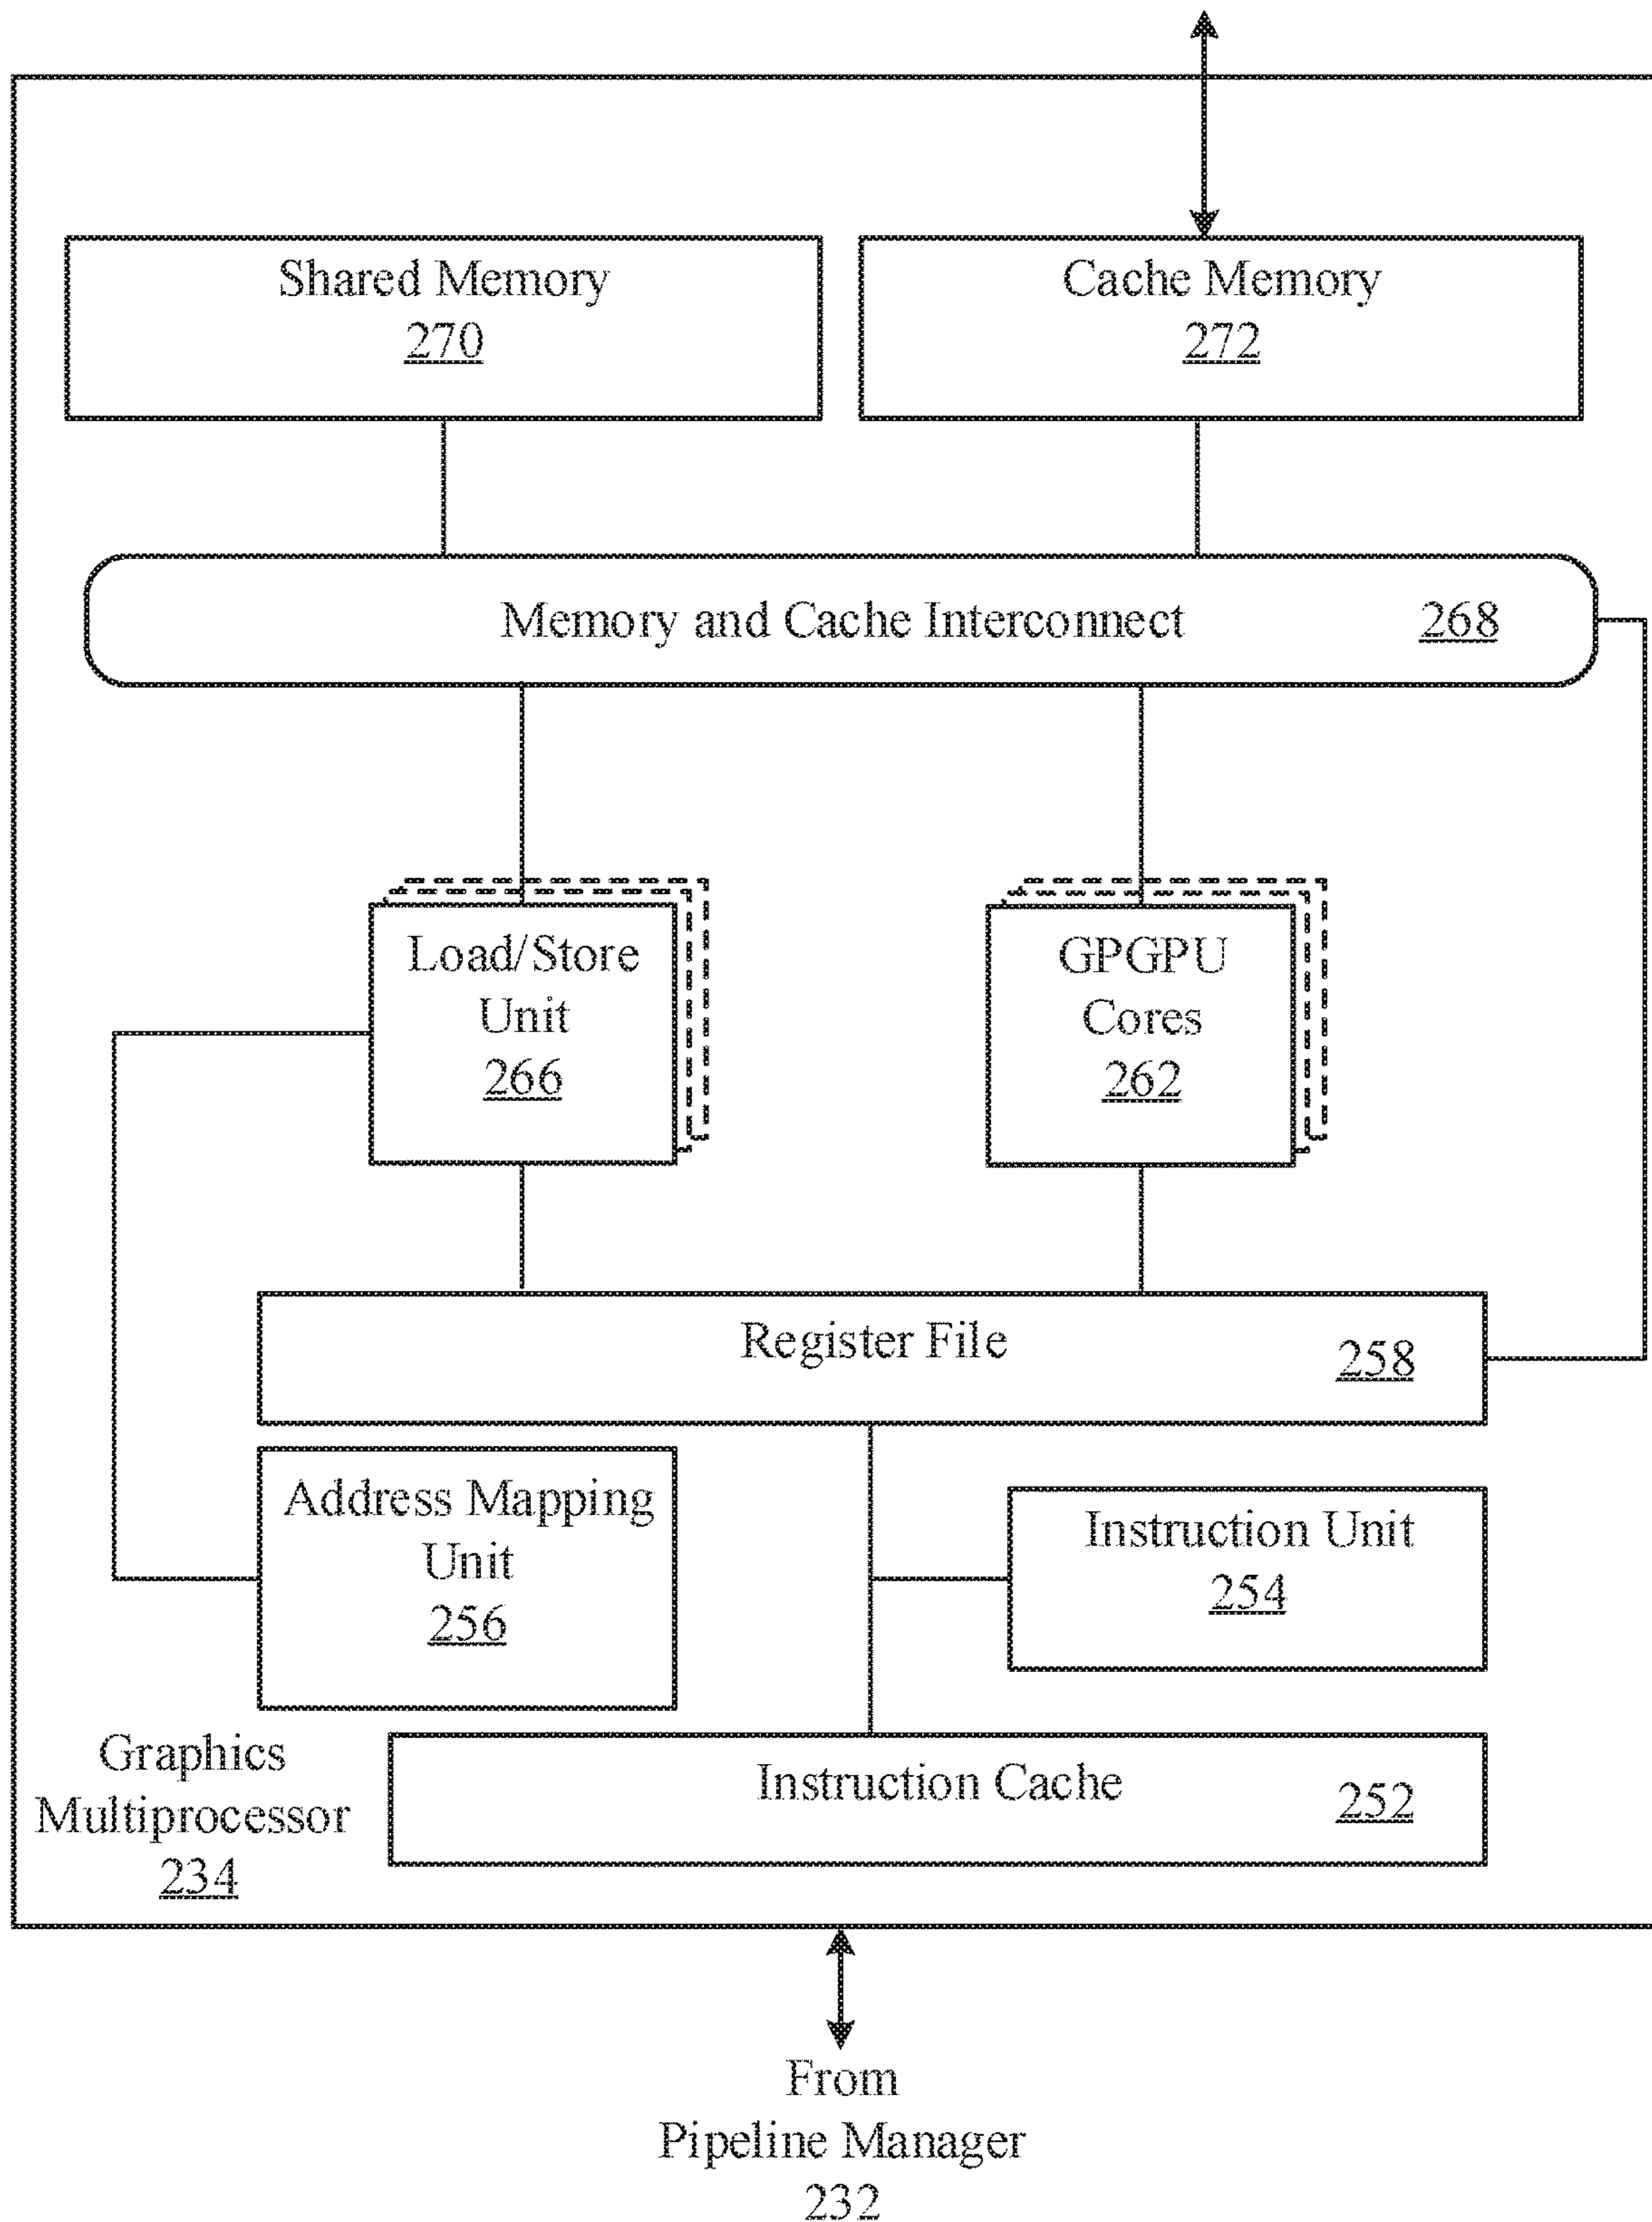 Shared Memory
270
Cache Memory
272
Memory and Cache Interconnect 268
Load/Store
Unit
266
GPGPU
Cores
262
Register File 258
Address Mapping
Unit
256
Instruction Unit
254
Graphics
Multiprocessor
234
Instruction Cache 252
From
Pipeline Manager
232